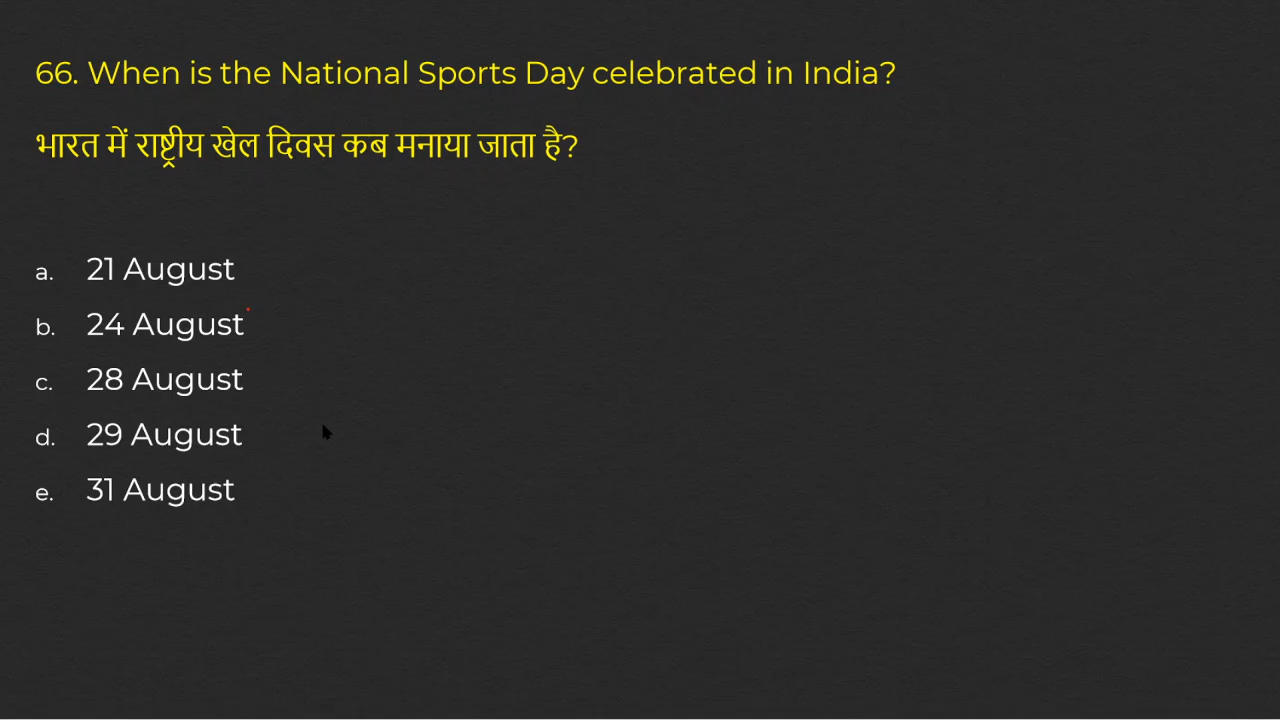 66. When is the National Sports Day celebrated in India?
भारत में राष्ट्रीय खेल दिवस कब मनाया जाता है?
a. 21 August
b. 24 August
c. 28 August
d. 29 August
e. 31 August